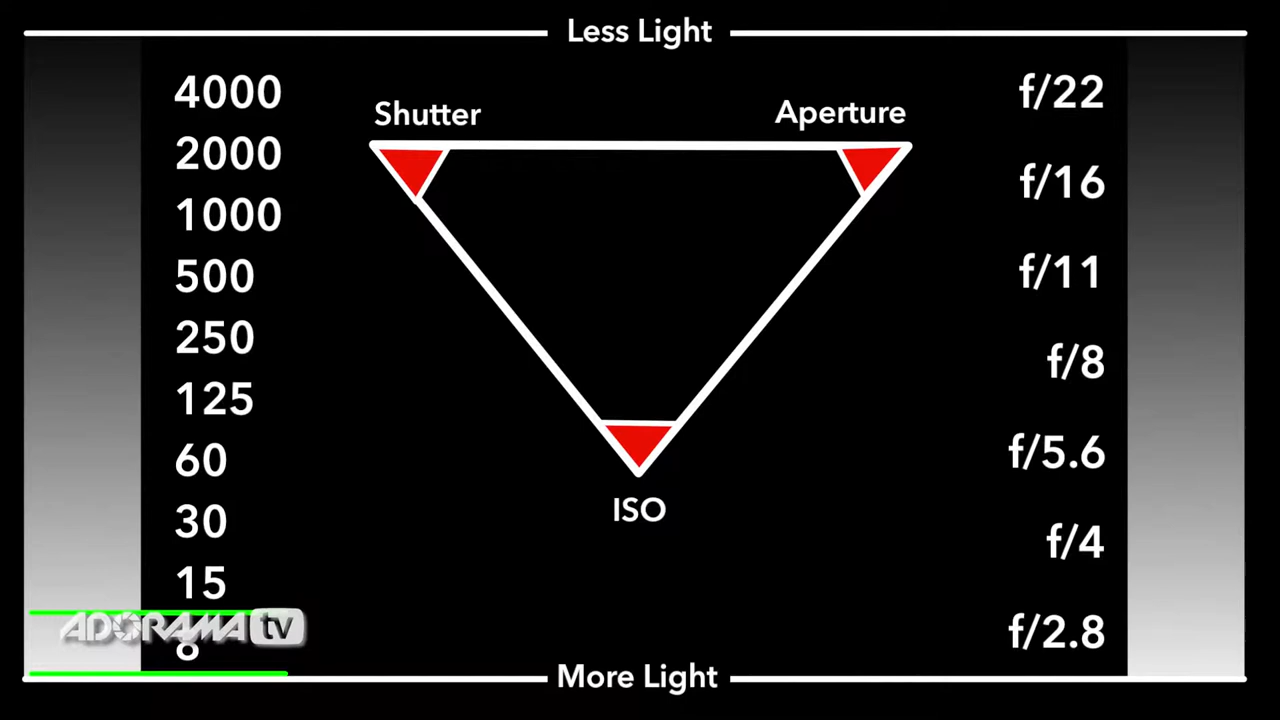 Less Light
4000
2000
1000
500
250
125
60
30
15
8
Shutter
Aperture
ISO
f/22
f/16
f/11
f/8
f/5.6
f/4
f/2.8
ADORAMA tv
More Light